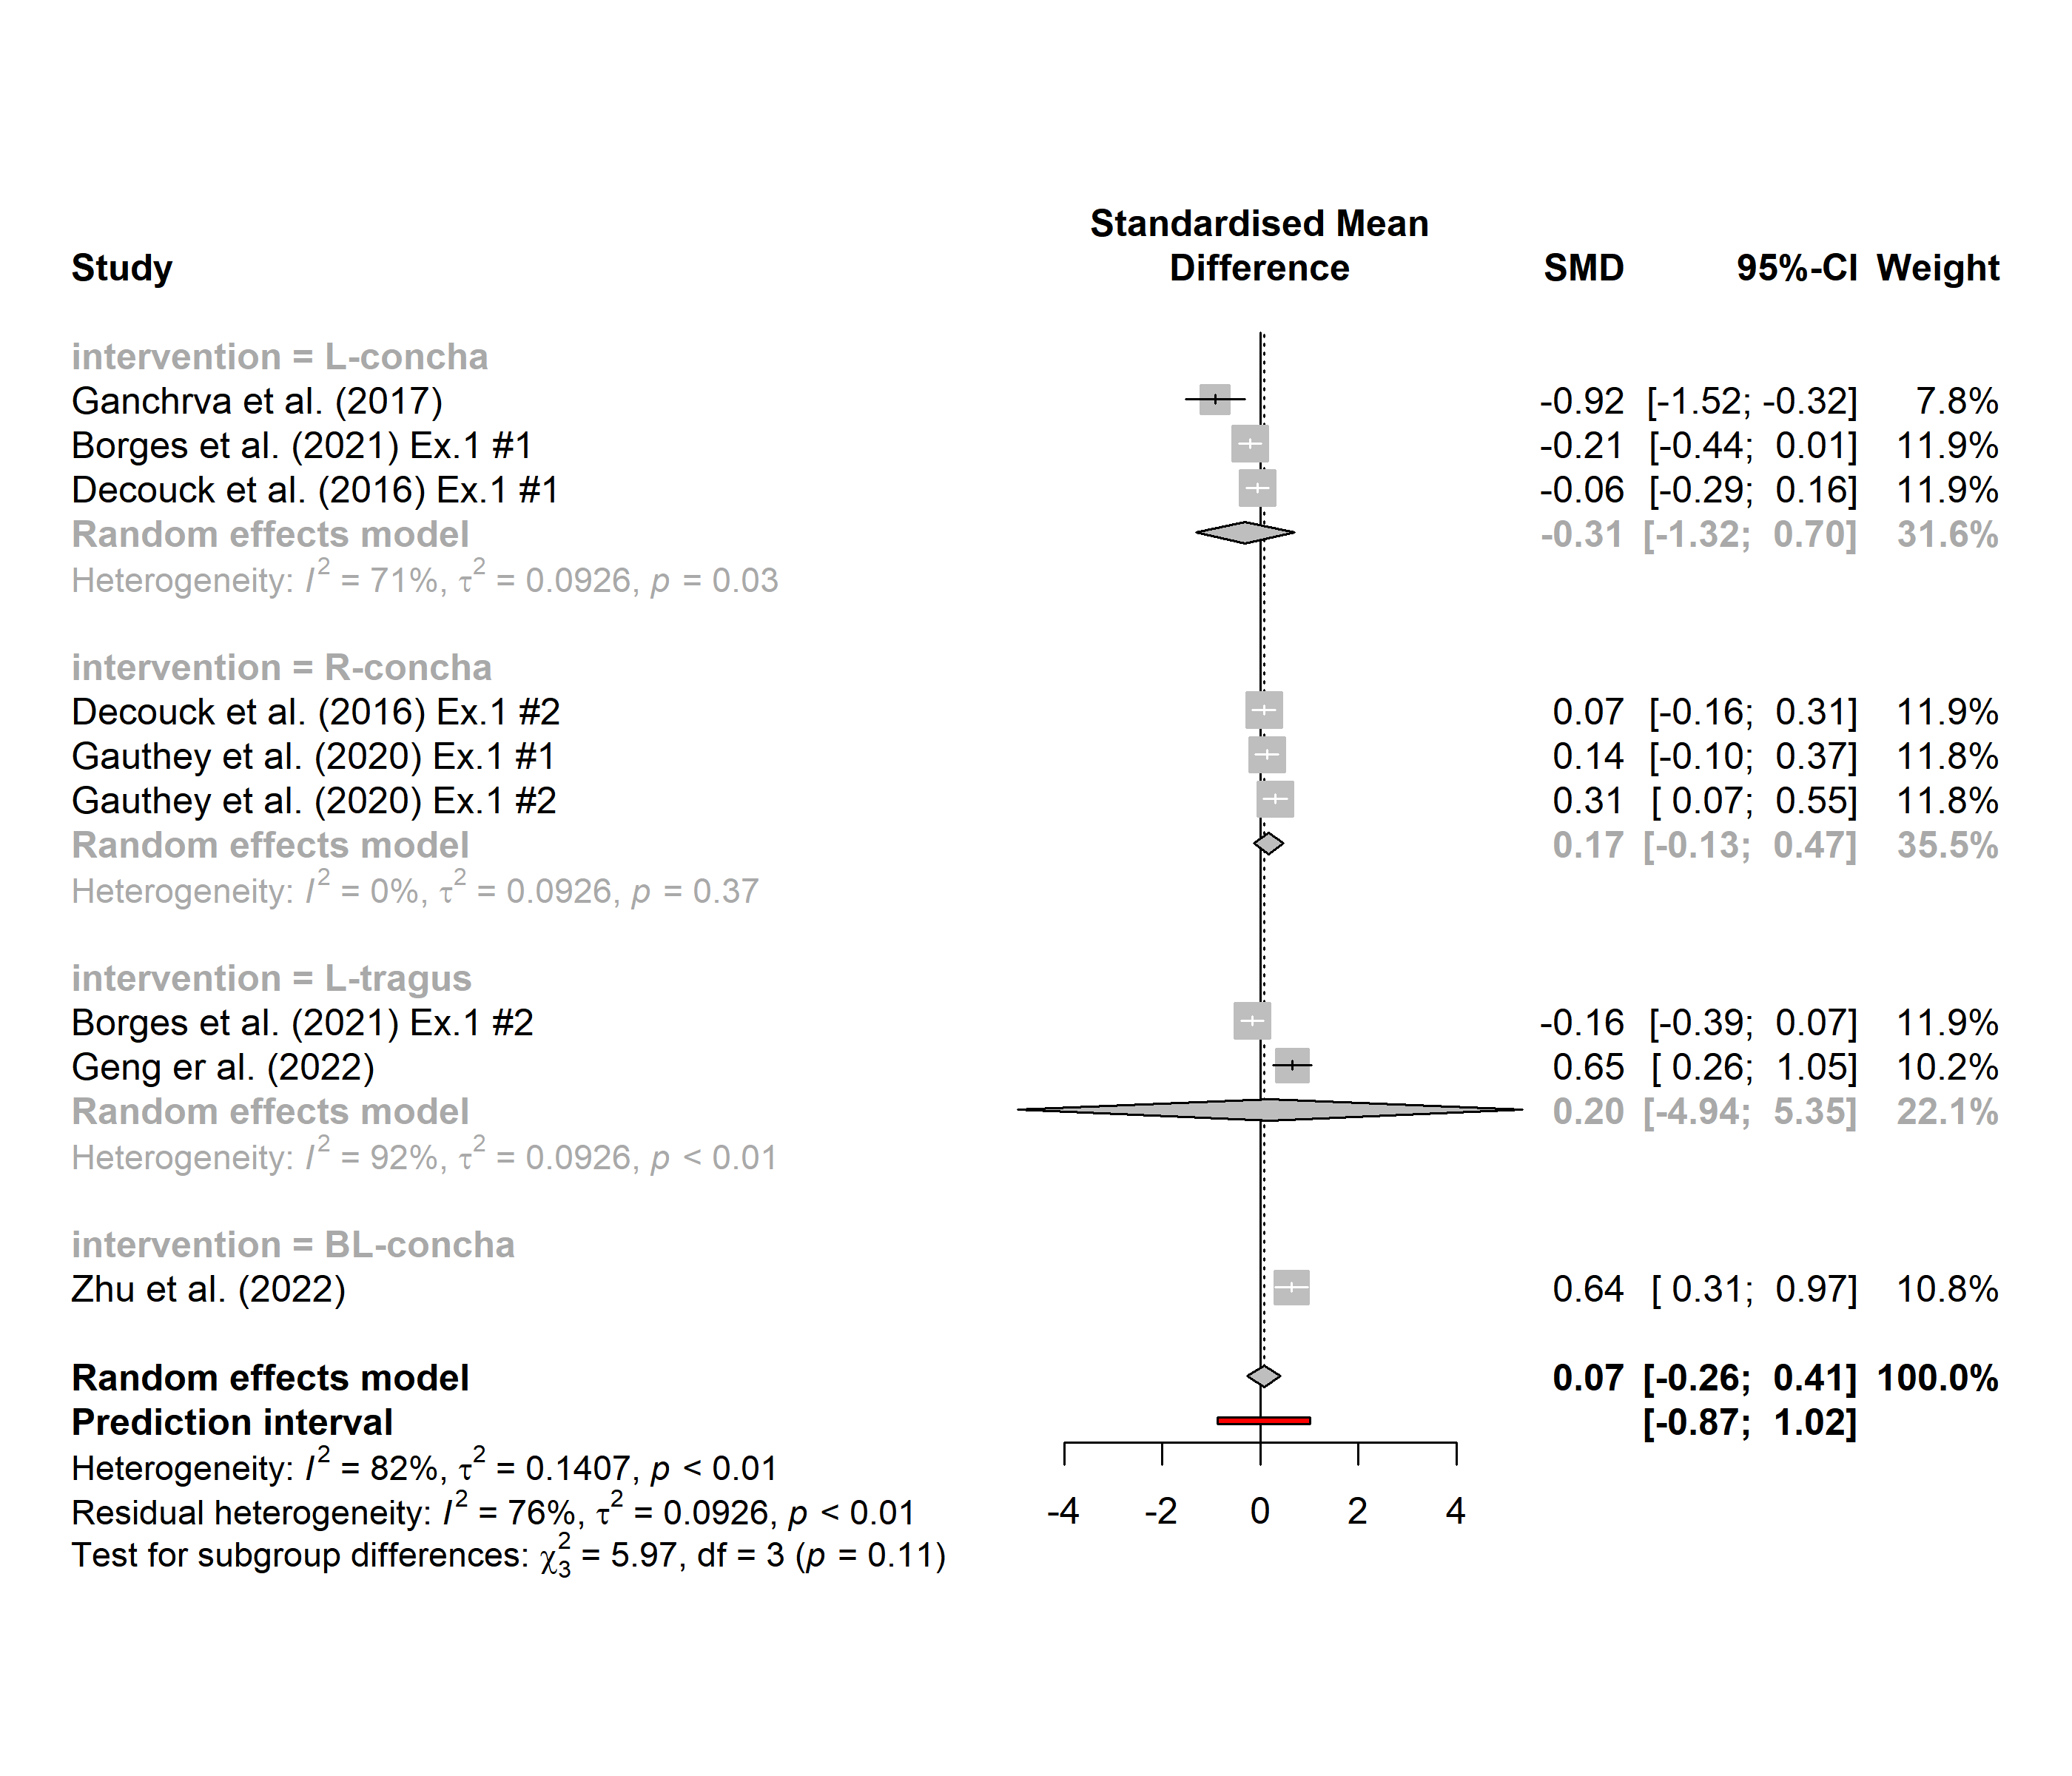 Standardised Mean
Study Difference SMD 95%-CI Weight
intervention = L-concha
Ganchrva et al. (2017) -0.92 [-1.52; -0.32] 7.8%
Borges et al. (2021) Ex.1 #1 -0.21 [-0.44; 0.01] 11.9%
Decouck et al. (2016) Ex.1 #1 -0.06 [-0.29; 0.16] 11.9%
Random effects model -0.31 [-1.32; 0.70] 31.6%
Heterogeneity: I² = 71%, τ² = 0.0926, p = 0.03
intervention = R-concha
Decouck et al. (2016) Ex.1 #2 0.07 [-0.16; 0.31] 11.9%
Gauthey et al. (2020) Ex.1 #1 0.14 [-0.10; 0.37] 11.8%
Gauthey et al. (2020) Ex.1 #2 0.31 [ 0.07; 0.55] 11.8%
Random effects model 0.17 [-0.13; 0.47] 35.5%
Heterogeneity: I² = 0%, τ² = 0.0926, p = 0.37
intervention = L-tragus
Borges et al. (2021) Ex.1 #2 -0.16 [-0.39; 0.07] 11.9%
Geng er al. (2022) 0.65 [ 0.26; 1.05] 10.2%
Random effects model 0.20 [-4.94; 5.35] 22.1%
Heterogeneity: I² = 92%, τ² = 0.0926, p < 0.01
intervention = BL-concha
Zhu et al. (2022) 0.64 [ 0.31; 0.97] 10.8%
Random effects model 0.07 [-0.26; 0.41] 100.0%
Prediction interval [-0.87; 1.02]
Heterogeneity: I² = 82%, τ² = 0.1407, p < 0.01
Residual heterogeneity: I² = 76%, τ² = 0.0926, p < 0.01
-4 -2 0 2 4
Test for subgroup differences: χ²₃ = 5.97, df = 3 (p = 0.11)